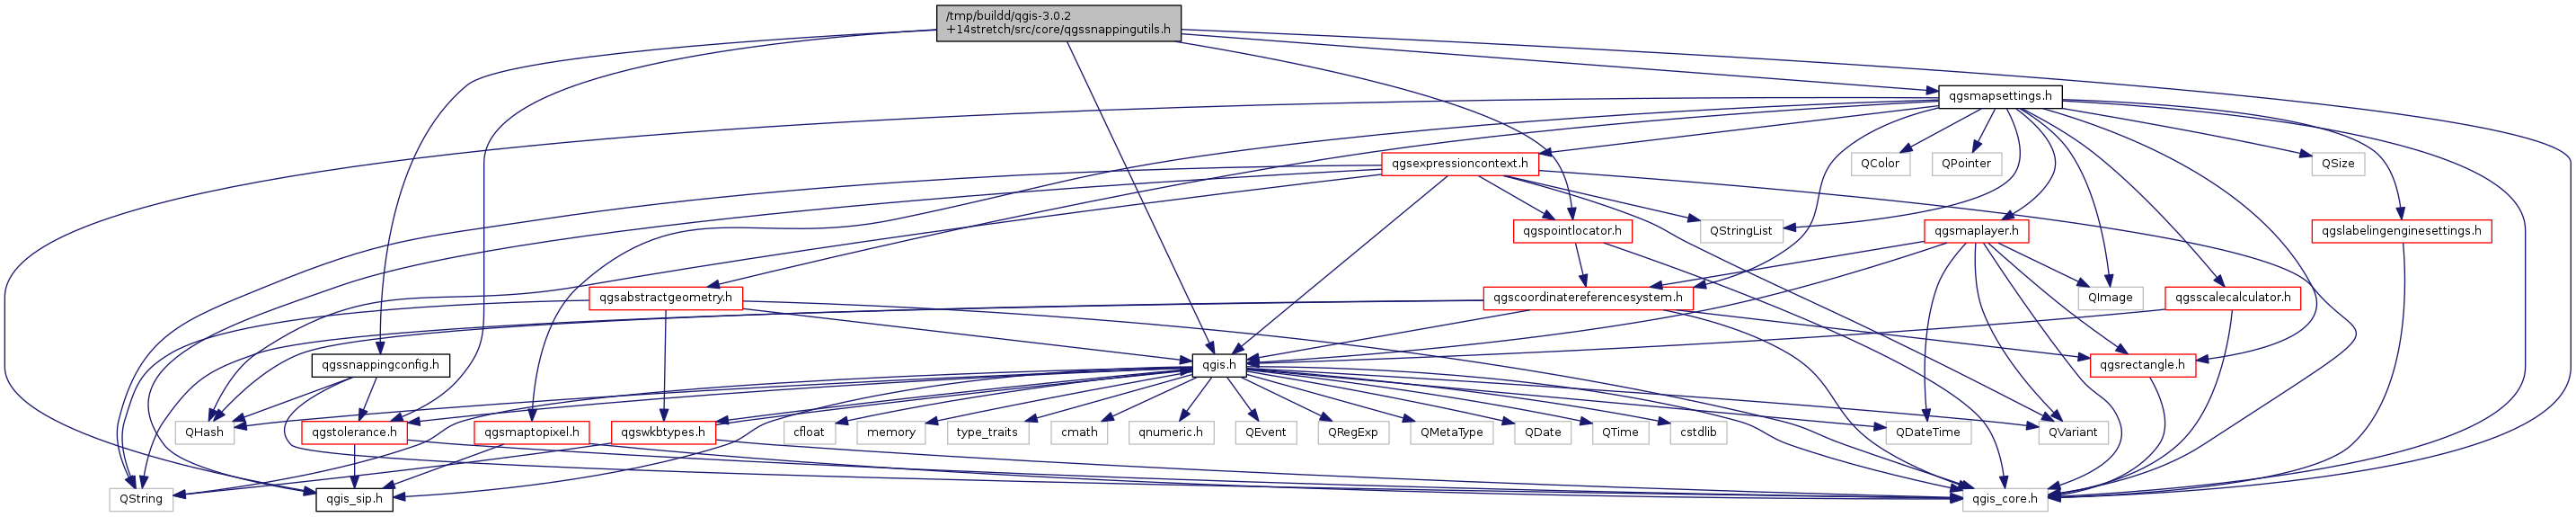 /tmp/buildd/qgis-3.0.2
+14stretch/src/core/qgssnappingutils.h
qgsmapsettings.h
qgsexpressioncontext.h
QColor
QPointer
QSize
qgspointlocator.h
QStringList
qgsmaplayer.h
qgslabelingenginesettings.h
qgsabstractgeometry.h
qgscoordinatereferencesystem.h
QImage
qgsscalecalculator.h
qgssnappingconfig.h
qgis.h
qgsrectangle.h
QHash
qgstolerance.h
qgsmaptopixel.h
qgswkbtypes.h
cfloat
memory
type_traits
cmath
qnumeric.h
QEvent
QRegExp
QMetaType
QDate
QTime
cstdlib
QDateTime
QVariant
QString
qgis_sip.h
qgis_core.h